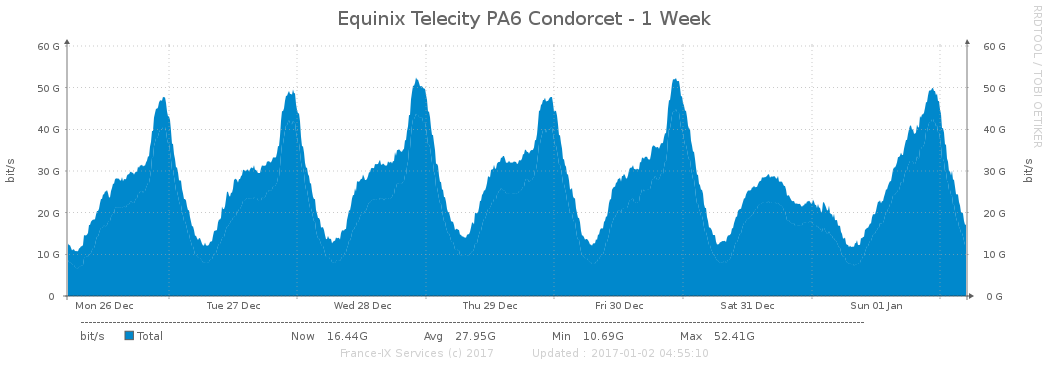 Equinix Telecity PA6 Condorcet - 1 Week
RRDTOOL / TOBI OETIKER
60 G 60 G
50 G 50 G
40 G 40 G
30 G 30 G
20 G 20 G
10 G 10 G
0 0 G
bit/s
bit/s
Mon 26 Dec Tue 27 Dec Wed 28 Dec Thu 29 Dec Fri 30 Dec Sat 31 Dec Sun 01 Jan
bit/s Total Now 16.44G Avg 27.95G Min 10.69G Max 52.41G
France-IX Services (c) 2017 Updated : 2017-01-02 04:55:10